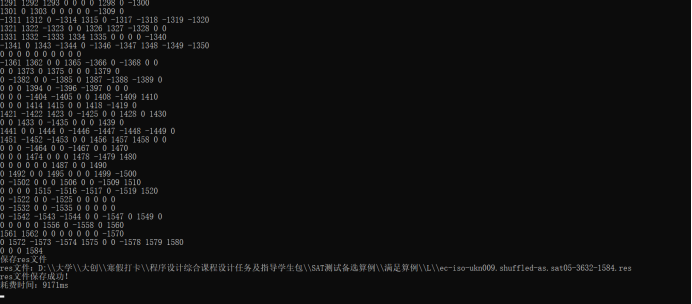 1291 1292 1293 0 0 0 0 1298 0 -1300
1301 0 1303 0 0 0 0 0 -1309 0
-1311 1312 0 -1314 1315 0 -1317 -1318 -1319 -1320
1321 1322 -1323 0 0 1326 1327 -1328 0 0
1331 1332 -1333 1334 1335 0 0 0 0 -1340
-1341 0 1343 -1344 0 -1346 -1347 1348 -1349 -1350
0 0 0 0 0 0 0 0 0 0
-1361 1362 0 0 1365 -1366 0 -1368 0 0
0 0 1373 0 1375 0 0 0 1379 0
0 -1382 0 0 -1385 0 1387 -1388 -1389 0
0 0 0 1394 0 -1396 -1397 0 0 0
0 0 0 -1404 -1405 0 0 1408 -1409 1410
0 0 0 1414 1415 0 0 1418 -1419 0
1421 -1422 1423 0 -1425 0 0 1428 0 1430
0 0 1433 0 -1435 0 0 0 1439 0
1441 0 0 1444 0 -1446 -1447 -1448 -1449 0
1451 -1452 -1453 0 0 1456 1457 1458 0 0
0 0 0 -1464 0 0 -1467 0 0 1470
0 0 0 1474 0 0 0 1478 -1479 1480
0 0 0 0 0 0 1487 0 0 1490
0 1492 0 0 1495 0 0 0 1499 -1500
0 -1502 0 0 0 1506 0 0 -1509 1510
0 0 0 0 1515 -1516 -1517 0 -1519 1520
0 -1522 0 0 -1525 0 0 0 0 0
0 -1532 0 0 -1535 0 0 0 0 0
0 -1542 -1543 -1544 0 0 -1547 0 1549 0
0 0 0 0 0 1556 0 -1558 0 1560
1561 1562 0 0 0 0 0 0 0 -1570
0 1572 -1573 -1574 1575 0 0 -1578 1579 1580
0 0 0 1584
保存res文件
res文件：D:\\大学\\大创\\寒假打卡\\程序设计综合课程设计任务及指导学生包\\SAT测试备选算例\\满足算例\\L\\ec-iso-ukn009.shuffled-as.sat05-3632-1584.res
res文件保存成功！
耗费时间：9171ms